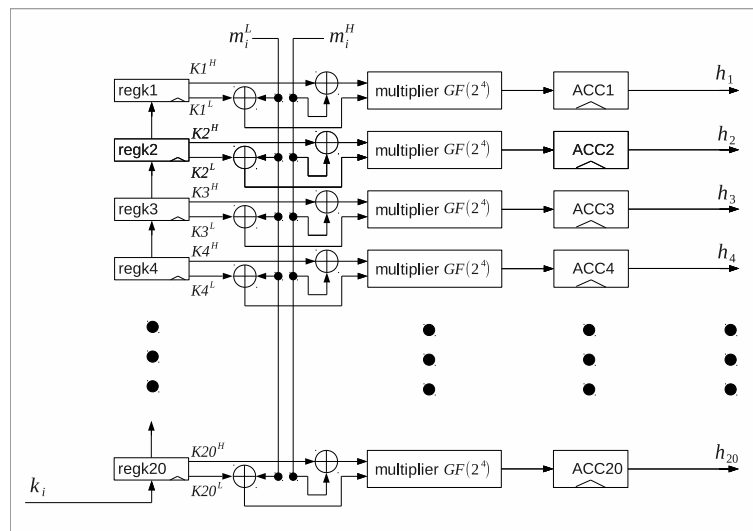 m_i^L m_i^H
K1^H
regk1 multiplier GF(2^4) ACC1 h_1
K1^L
K2^H
regk2 multiplier GF(2^4) ACC2 h_2
K2^L
K3^H
regk3 multiplier GF(2^4) ACC3 h_3
K3^L
K4^H
regk4 multiplier GF(2^4) ACC4 h_4
K4^L
K20^H
regk20 multiplier GF(2^4) ACC20 h_20
K20^L
k_i